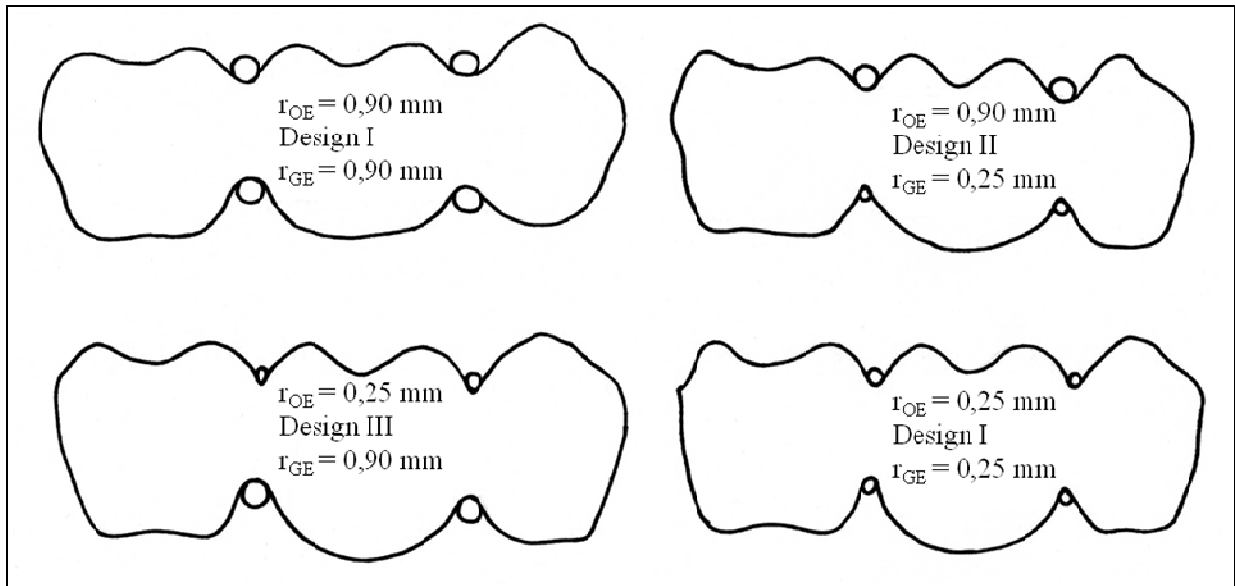 r_OE = 0,90 mm
Design I
r_GE = 0,90 mm
r_OE = 0,90 mm
Design II
r_GE = 0,25 mm
r_OE = 0,25 mm
Design III
r_GE = 0,90 mm
r_OE = 0,25 mm
Design I
r_GE = 0,25 mm